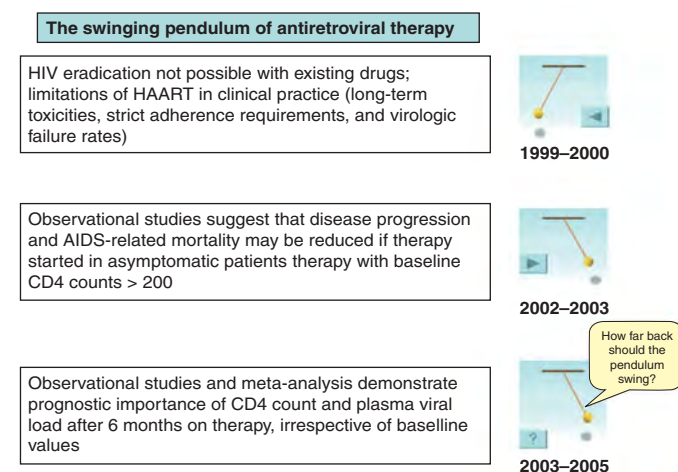 The swinging pendulum of antiretroviral therapy
HIV eradication not possible with existing drugs;
limitations of HAART in clinical practice (long-term
toxicities, strict adherence requirements, and virologic
failure rates)
1999–2000
Observational studies suggest that disease progression
and AIDS-related mortality may be reduced if therapy
started in asymptomatic patients therapy with baseline
CD4 counts > 200
2002–2003
How far back
should the
pendulum
swing?
Observational studies and meta-analysis demonstrate
prognostic importance of CD4 count and plasma viral
load after 6 months on therapy, irrespective of baselline
values
?
2003–2005